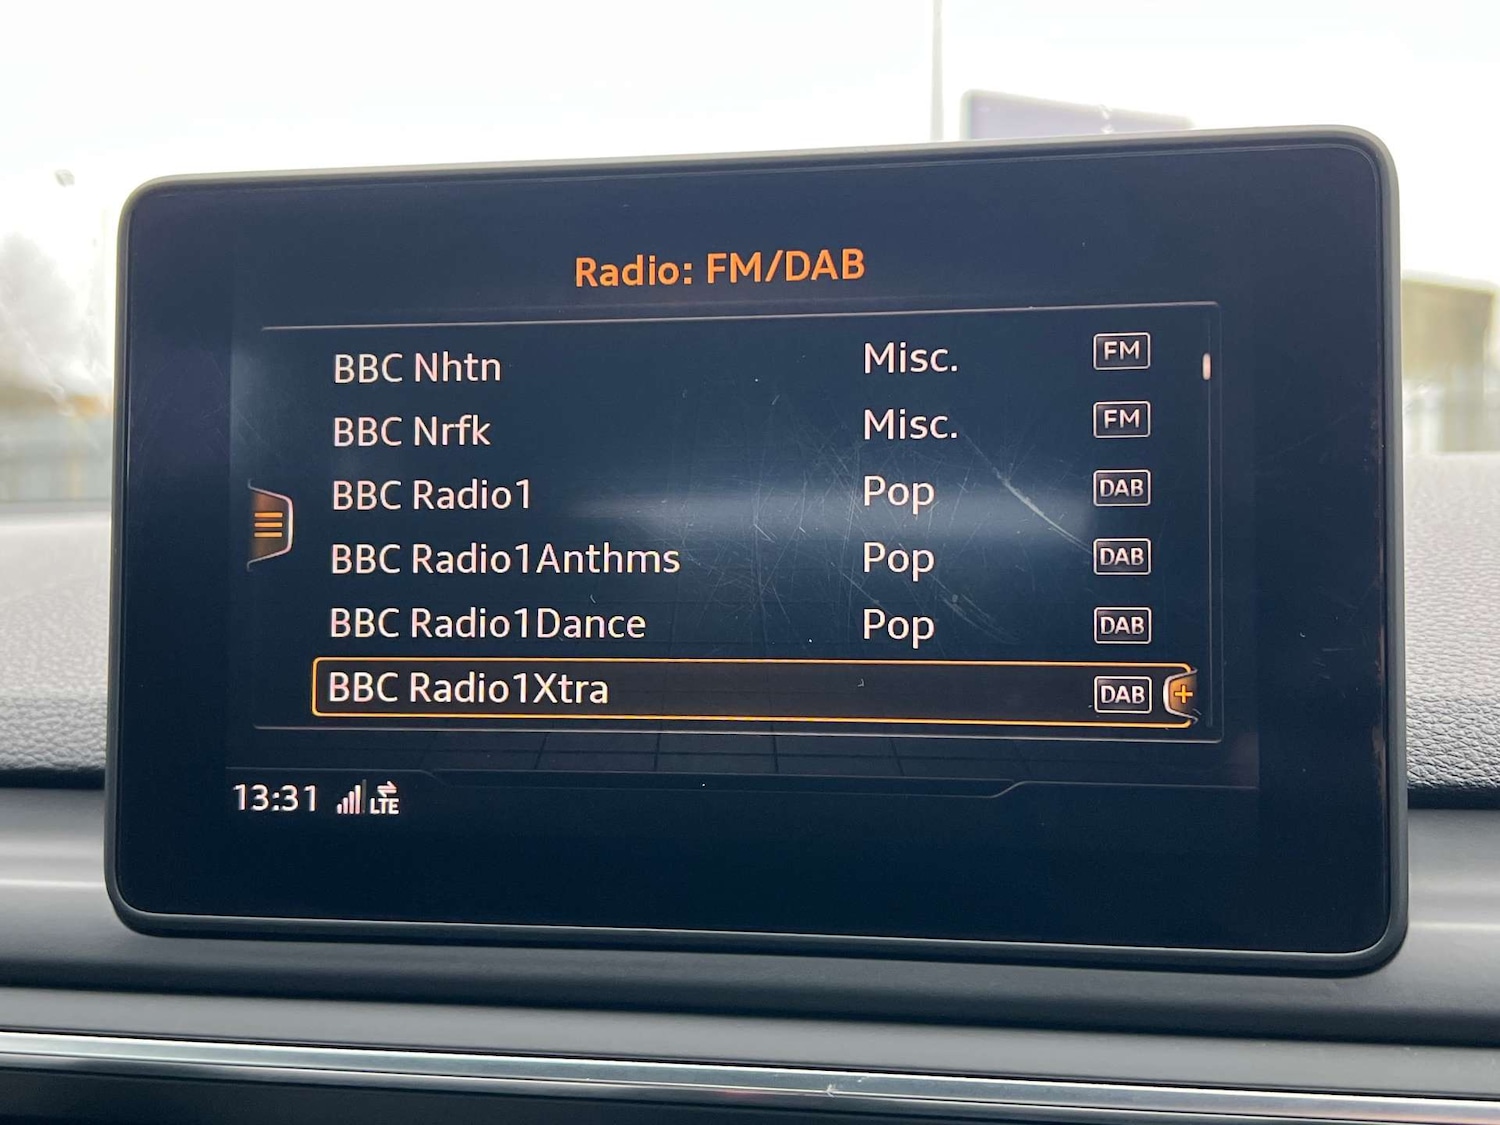 Radio: FM/DAB
BBC Nhtn Misc. FM
BBC Nrfk Misc. FM
BBC Radio1 Pop DAB
BBC Radio1Anthms Pop DAB
BBC Radio1Dance Pop DAB
BBC Radio1Xtra DAB +
13:31 LTE